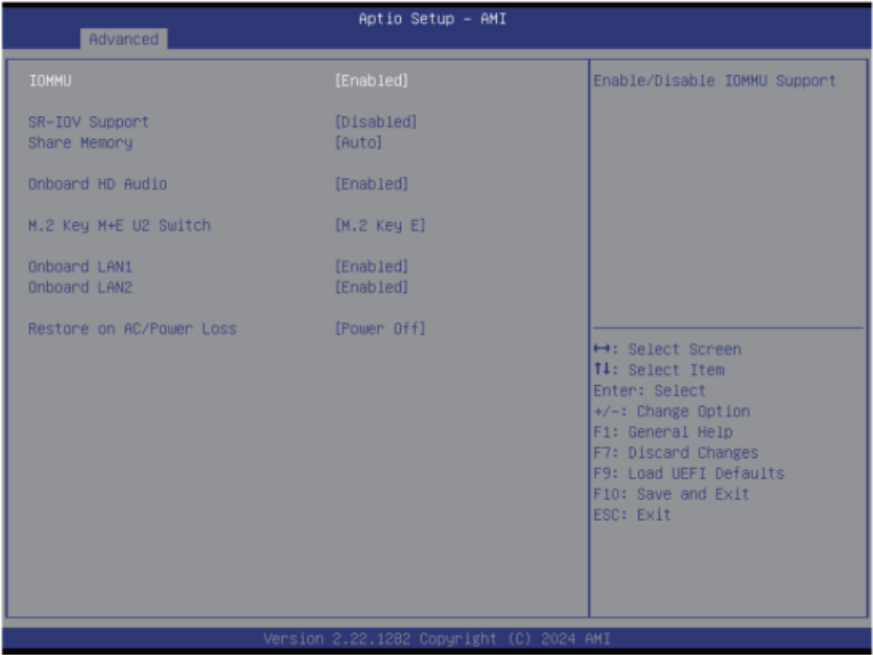 Aptio Setup – AMI
Advanced
IOMMU [Enabled]
SR-IOV Support [Disabled]
Share Memory [Auto]
Onboard HD Audio [Enabled]
M.2 Key M+E U2 Switch [M.2 Key E]
Onboard LAN1 [Enabled]
Onboard LAN2 [Enabled]
Restore on AC/Power Loss [Power Off]
Enable/Disable IOMMU Support
↔: Select Screen
↑↓: Select Item
Enter: Select
+/-: Change Option
F1: General Help
F7: Discard Changes
F9: Load UEFI Defaults
F10: Save and Exit
ESC: Exit
Version 2.22.1282 Copyright (C) 2024 AMI